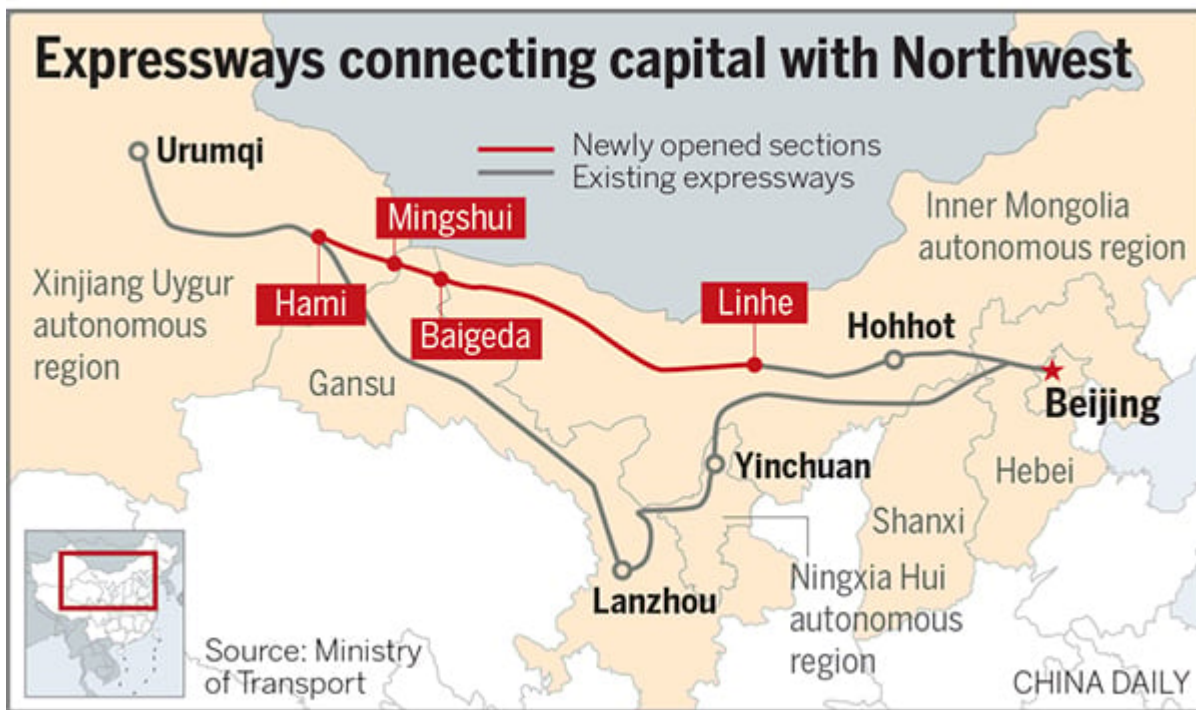 Expressways connecting capital with Northwest
Urumqi
Newly opened sections
Existing expressways
Mingshui
Inner Mongolia
autonomous region
Xinjiang Uygur
autonomous
region
Hami
Baigeda
Linhe
Hohhot
Gansu
Beijing
Yinchuan
Hebei
Shanxi
Lanzhou
Ningxia Hui
autonomous
region
Source: Ministry
of Transport
CHINA DAILY